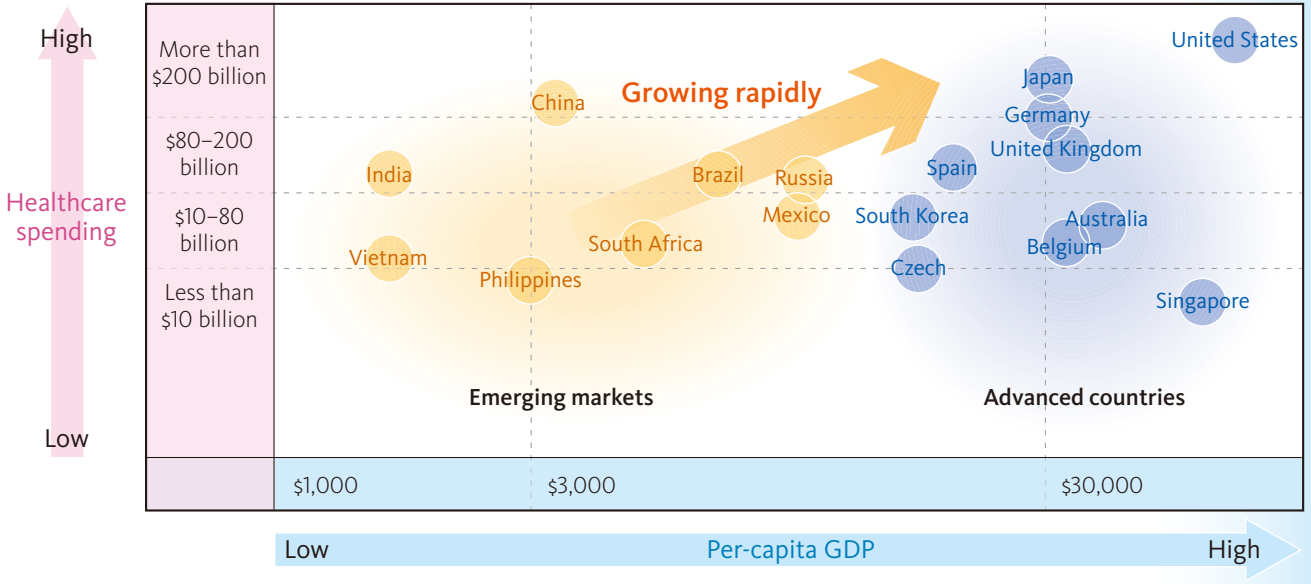 High
Healthcare
spending
Low
More than
$200 billion
$80–200
billion
$10–80
billion
Less than
$10 billion
Growing rapidly
China
India
Vietnam
Philippines
South Africa
Brazil
Russia
Mexico
Emerging markets
United States
Japan
Germany
United Kingdom
Spain
South Korea
Australia
Belgium
Czech
Singapore
Advanced countries
$1,000
$3,000
$30,000
Low
Per-capita GDP
High